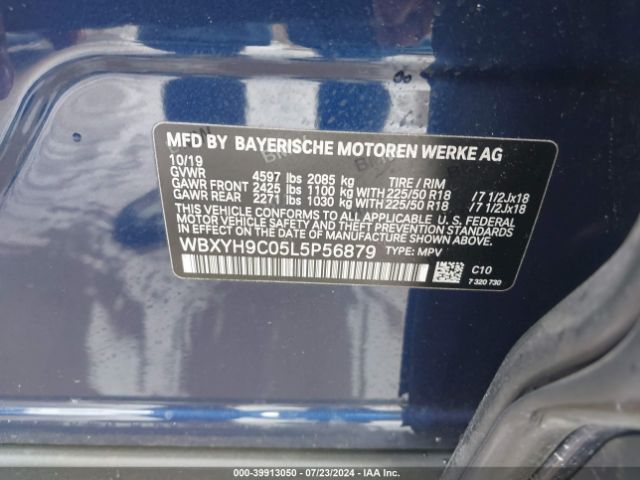 MFD BY BAYERISCHE MOTOREN WERKE AG
10/19
GVWR 4597 lbs 2085 kg TIRE / RIM
GAWR FRONT 2425 lbs 1100 kg WITH 225/50 R18 /7 1/2Jx18
GAWR REAR 2271 lbs 1030 kg WITH 225/50 R18 /7 1/2Jx18
THIS VEHICLE CONFORMS TO ALL APPLICABLE U.S. FEDERAL
MOTOR VEHICLE SAFETY, BUMPER AND THEFT PREVENTION
STANDARDS IN EFFECT ON THE DATE OF MANUFACTURE SHOWN ABOVE.
WBXYH9C05L5P56879 TYPE: MPV
C10
7 320 730
000-39913050 / 07/23/2024 / IAA Inc.